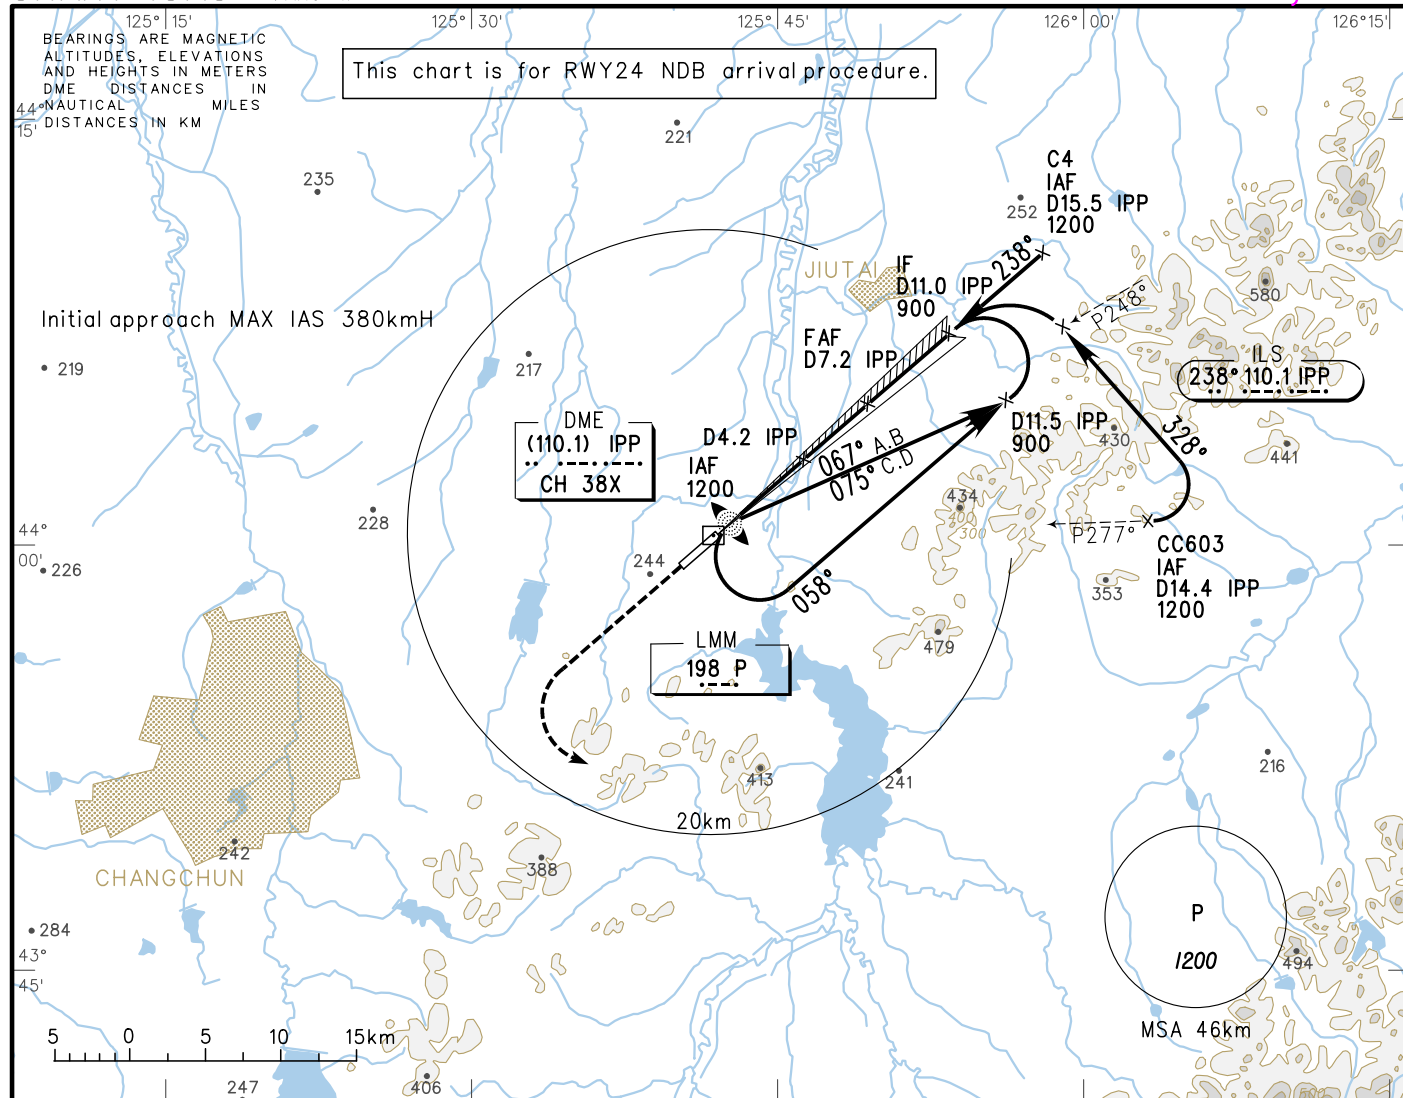 125°15'
125°30'
125°45'
126°00'
126°15'
BEARINGS ARE MAGNETIC
ALTITUDES, ELEVATIONS
AND HEIGHTS IN METERS
DME DISTANCES IN
NAUTICAL MILES
DISTANCES IN KM
This chart is for RWY24 NDB arrival procedure.
44°
15'
221
235
C4
IAF
D15.5 IPP
1200
252
238°
JIUTAI
IF
D11.0 IPP
900
P248°
580
Initial approach MAX IAS 380kmH
FAF
D7.2 IPP
ILS
238° 110.1 IPP
219
217
DME
(110.1) IPP
CH 38X
D4.2 IPP
IAF
1200
067° A.B
075° C.D
D11.5 IPP
900
430
328°
441
434
400
300
228
P277°
44°
00'
226
244
058°
CC603
IAF
D14.4 IPP
1200
353
479
LMM
198 P
216
413
241
20km
242
388
CHANGCHUN
P
1200
284
494
43°
45'
MSA 46km
5 0 5 10 15km
247
406
500